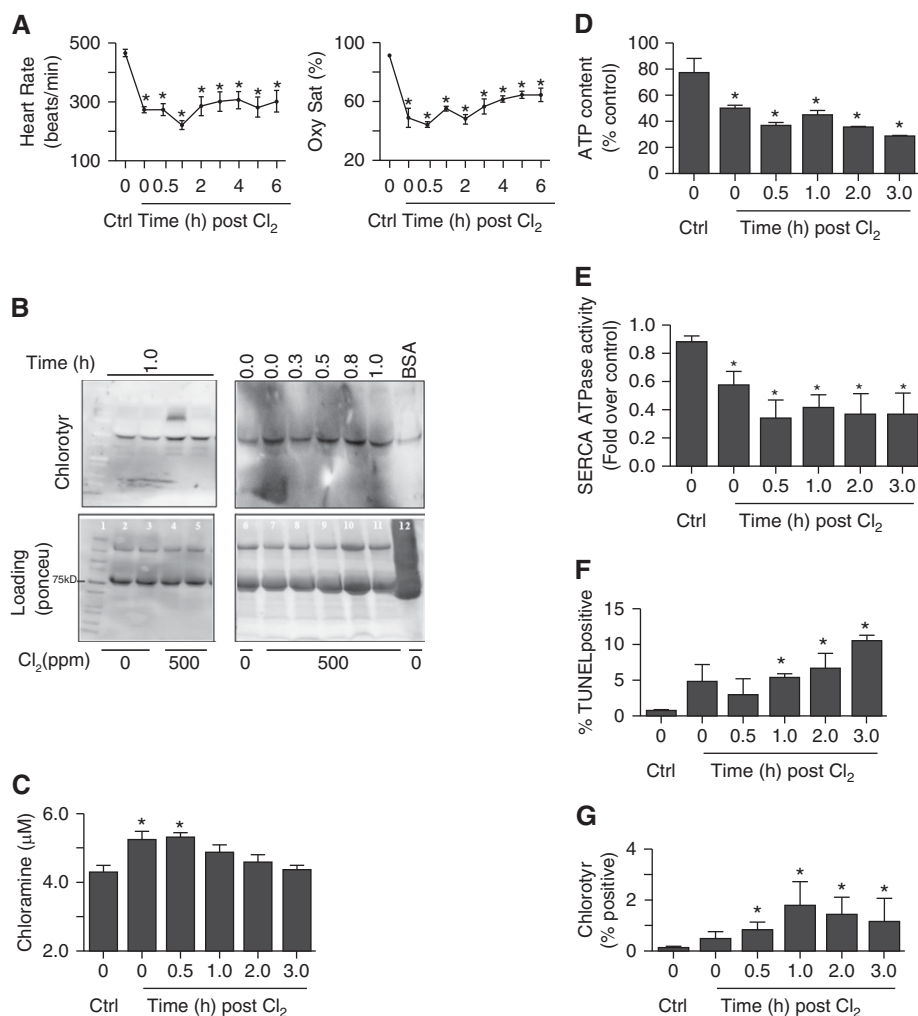 A
Heart Rate
(beats/min)
500
300
100
0 0 0.5 2 4 6
Ctrl Time (h) post Cl2
* * * * * * * *
Oxy Sat (%)
100
60
20
0 0 0.5 2 4 6
Ctrl Time (h) post Cl2
* * * * * * * *
B
Time (h)
1.0
0.0 0.0 0.3 0.5 0.8 1.0 BSA
Chlorotyr
Loading
(ponceu)
1 2 3 4 5
6 7 8 9 10 11 12
75kD
Cl2(ppm) 0 500
0 500 0
C
Chloramine (μM)
6.0
4.0
2.0
* *
0 0 0.5 1.0 2.0 3.0
Ctrl Time (h) post Cl2
D
ATP content
(% control)
100
80
60
40
20
0
* * * * *
0 0 0.5 1.0 2.0 3.0
Ctrl Time (h) post Cl2
E
SERCA ATPase activity
(Fold over control)
1.0
0.8
0.6
0.4
0.2
0.0
* * * * *
0 0 0.5 1.0 2.0 3.0
Ctrl Time (h) post Cl2
F
% TUNELpositive
15
10
5
0
* * *
0 0 0.5 1.0 2.0 3.0
Ctrl Time (h) post Cl2
G
Chlorotyr
(% positive)
4
2
0
* * * *
0 0 0.5 1.0 2.0 3.0
Ctrl Time (h) post Cl2